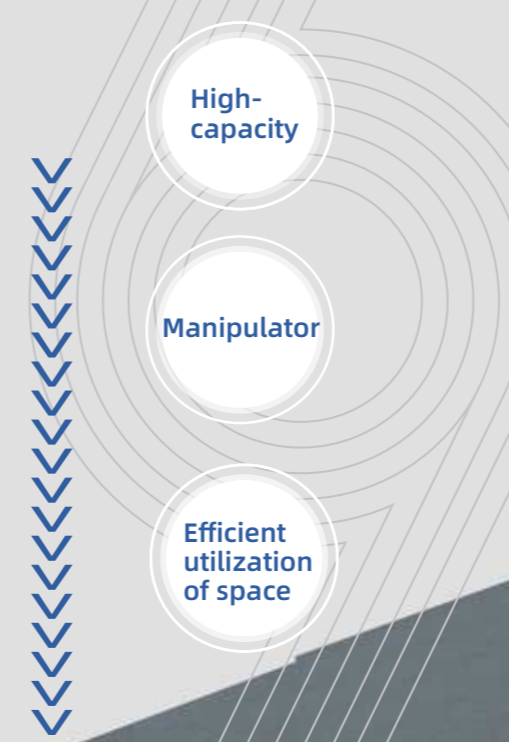 High-
capacity
Manipulator
Efficient
utilization
of space